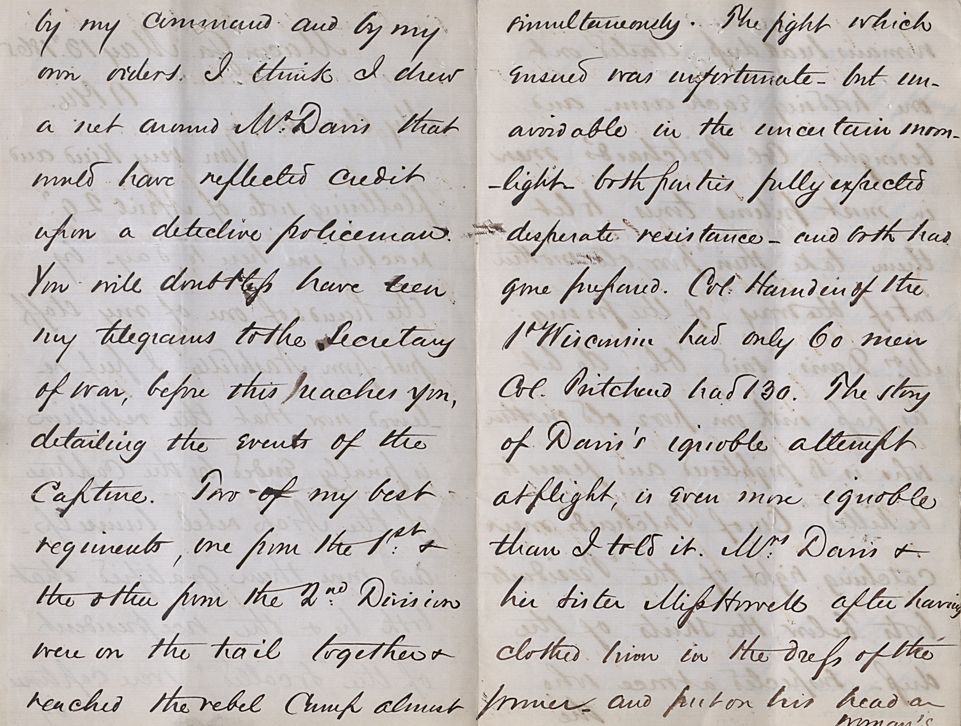 by my command and by my
own orders. I think I drew
a net around Mr. Davis that
would have reflected credit
upon a detective policeman.
You will doubtless have seen
my telegrams to the Secretary
of war, before this reaches you,
detailing the events of the
Capture. Two of my best
regiments, one from the 1st. &
the other from the 2nd Division
were on the trail together &
reached the rebel Camp almost
simultaneously. The fight which
ensued was unfortunate - but un-
avoidable in the uncertain moon-
-light - both parties fully expected
desperate resistance - and both had
gone prepared. Col. Harnden of the
1st Wisconsin had only 60 men
Col. Pritchard had 130. The story
of Davis's ignoble attempt
at flight, is even more ignoble
than I told it. Mrs Davis &
her sister Miss Howell after having
clothed him in the dress of the
former - and put on his head a
woman's